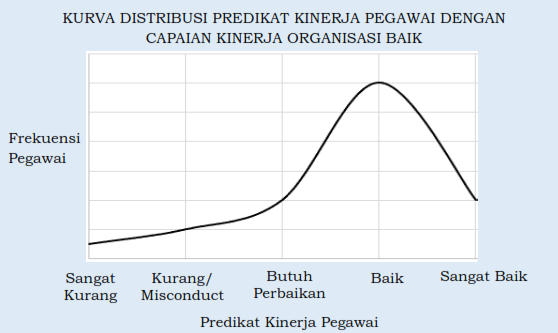 KURVA DISTRIBUSI PREDIKAT KINERJA PEGAWAI DENGAN
CAPAIAN KINERJA ORGANISASI BAIK
Frekuensi
Pegawai
Sangat
Kurang
Kurang/
Misconduct
Butuh
Perbaikan
Baik
Sangat Baik
Predikat Kinerja Pegawai